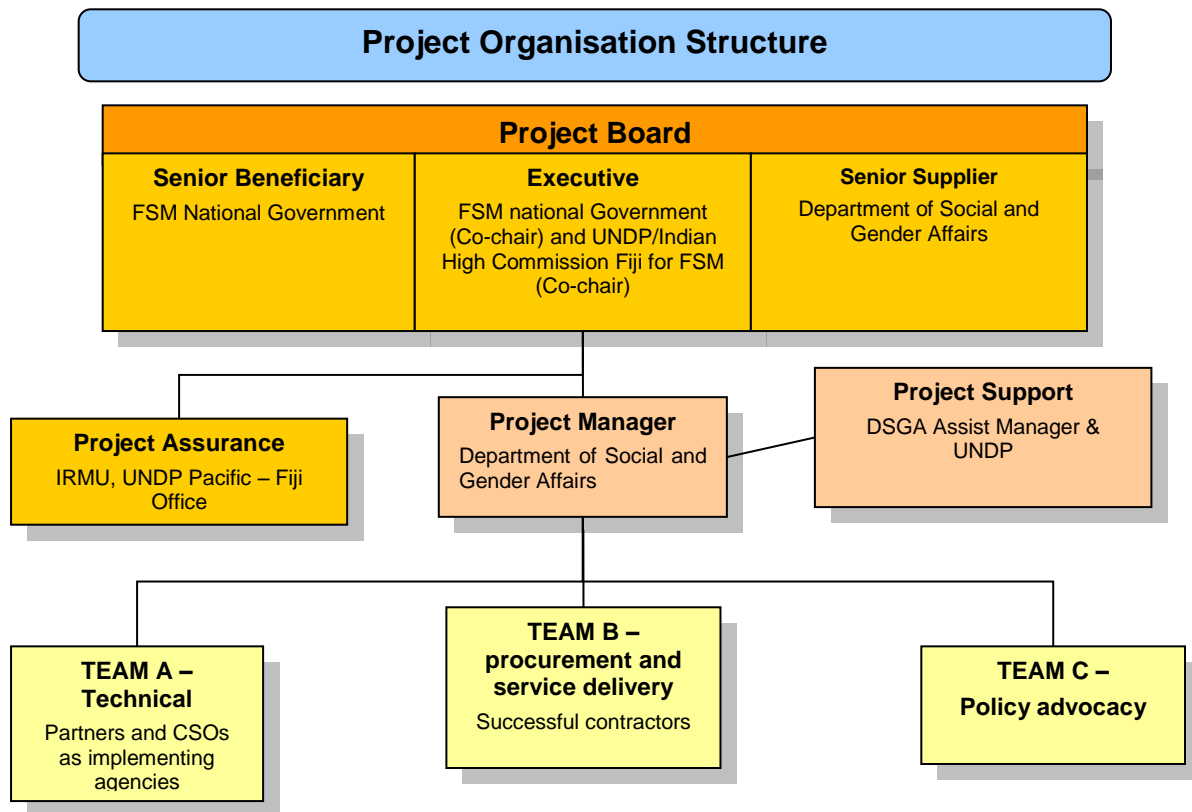 Project Organisation Structure
Project Board
Senior Beneficiary
FSM National Government
Executive
FSM national Government
(Co-chair) and UNDP/Indian
High Commission Fiji for FSM
(Co-chair)
Senior Supplier
Department of Social and
Gender Affairs
Project Assurance
IRMU, UNDP Pacific – Fiji
Office
Project Manager
Department of Social and
Gender Affairs
Project Support
DSGA Assist Manager &
UNDP
TEAM A –
Technical
Partners and CSOs
as implementing
agencies
TEAM B –
procurement and
service delivery
Successful contractors
TEAM C –
Policy advocacy